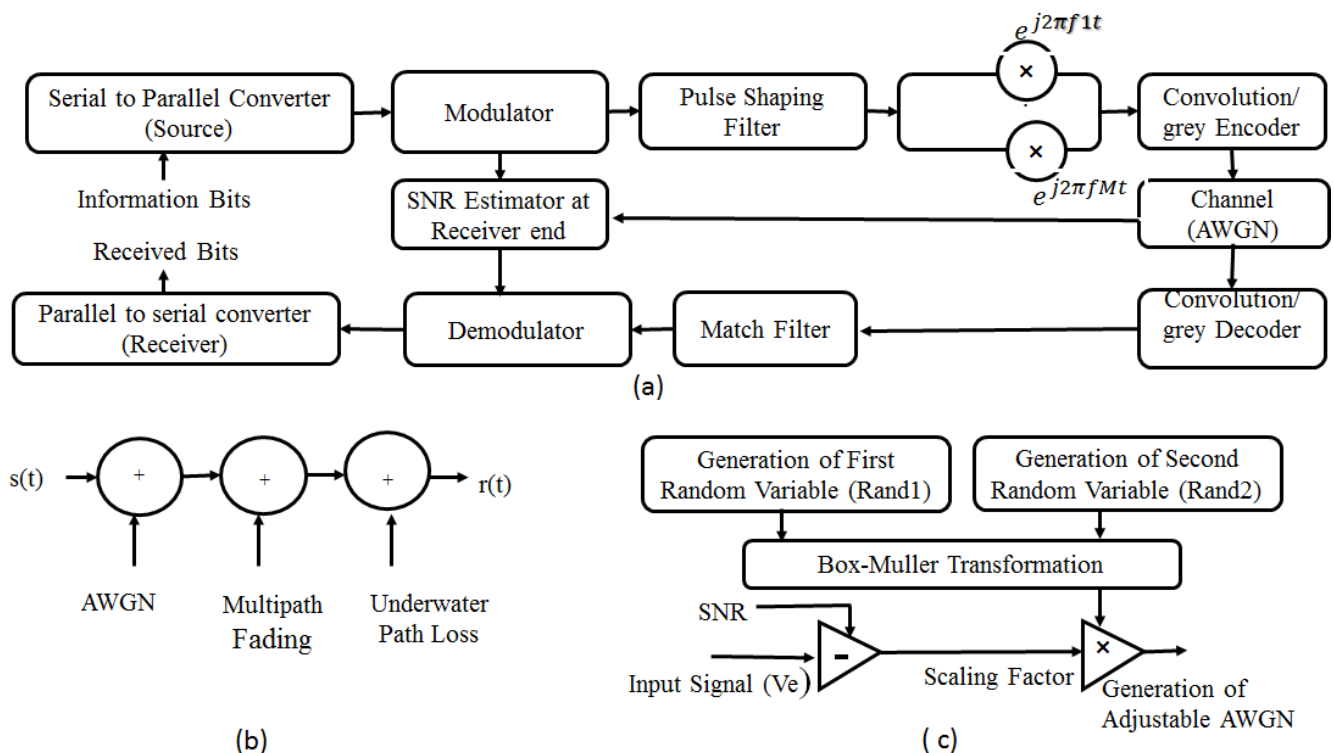 e^{j2πf1t}
Serial to Parallel Converter
(Source)
Modulator
Pulse Shaping
Filter
×
.
×
Convolution/
grey Encoder
e^{j2πfMt}
Information Bits
SNR Estimator at
Receiver end
Channel
(AWGN)
Received Bits
Parallel to serial converter
(Receiver)
Demodulator
Match Filter
Convolution/
grey Decoder
(a)
s(t)
+
+
+
r(t)
AWGN
Multipath
Fading
Underwater
Path Loss
(b)
Generation of First
Random Variable (Rand1)
Generation of Second
Random Variable (Rand2)
Box-Muller Transformation
SNR
-
×
Input Signal (Ve)
Scaling Factor
Generation of
Adjustable AWGN
( c)